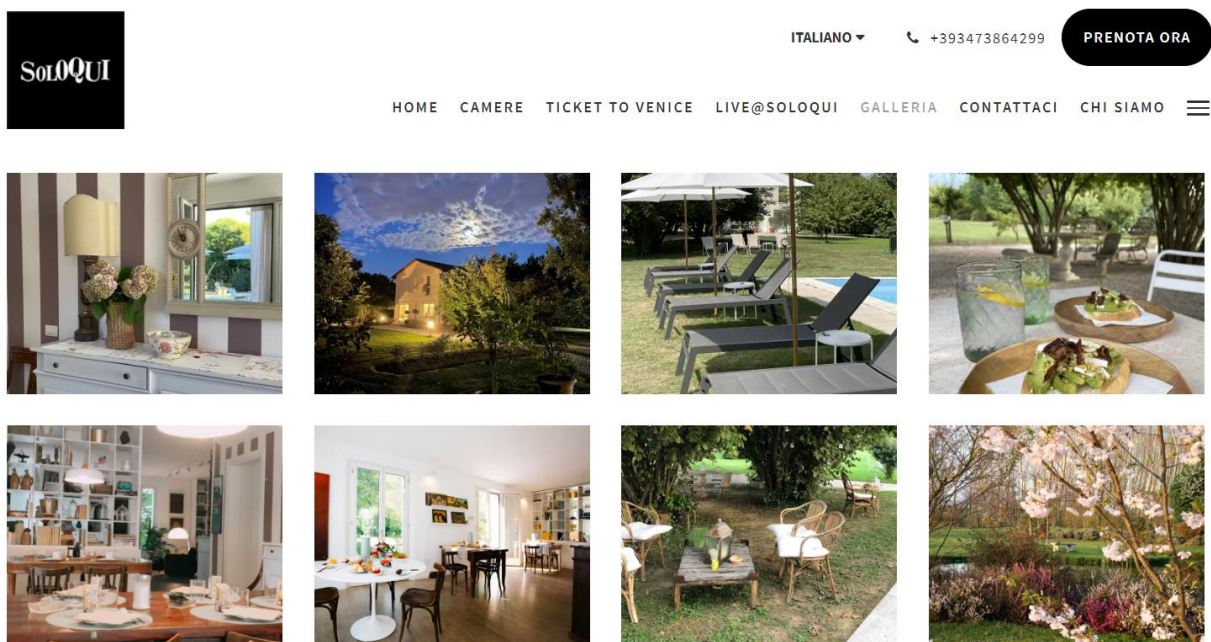 SOLOQUI
ITALIANO
+393473864299
PRENOTA ORA
HOME CAMERE TICKET TO VENICE LIVE@SOLOQUI GALLERIA CONTATTACI CHI SIAMO